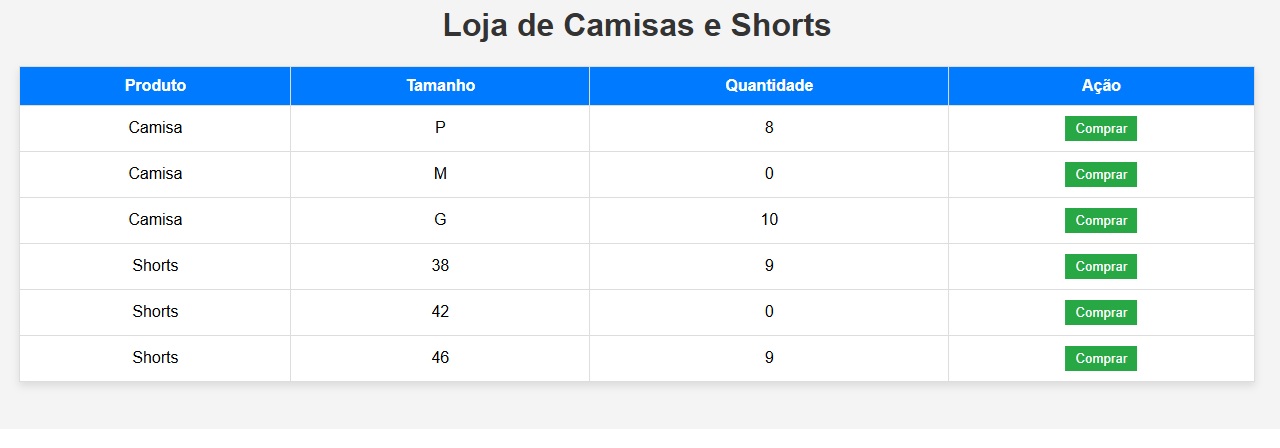 Loja de Camisas e Shorts
Produto Tamanho Quantidade Ação
Camisa P 8 Comprar
Camisa M 0 Comprar
Camisa G 10 Comprar
Shorts 38 9 Comprar
Shorts 42 0 Comprar
Shorts 46 9 Comprar